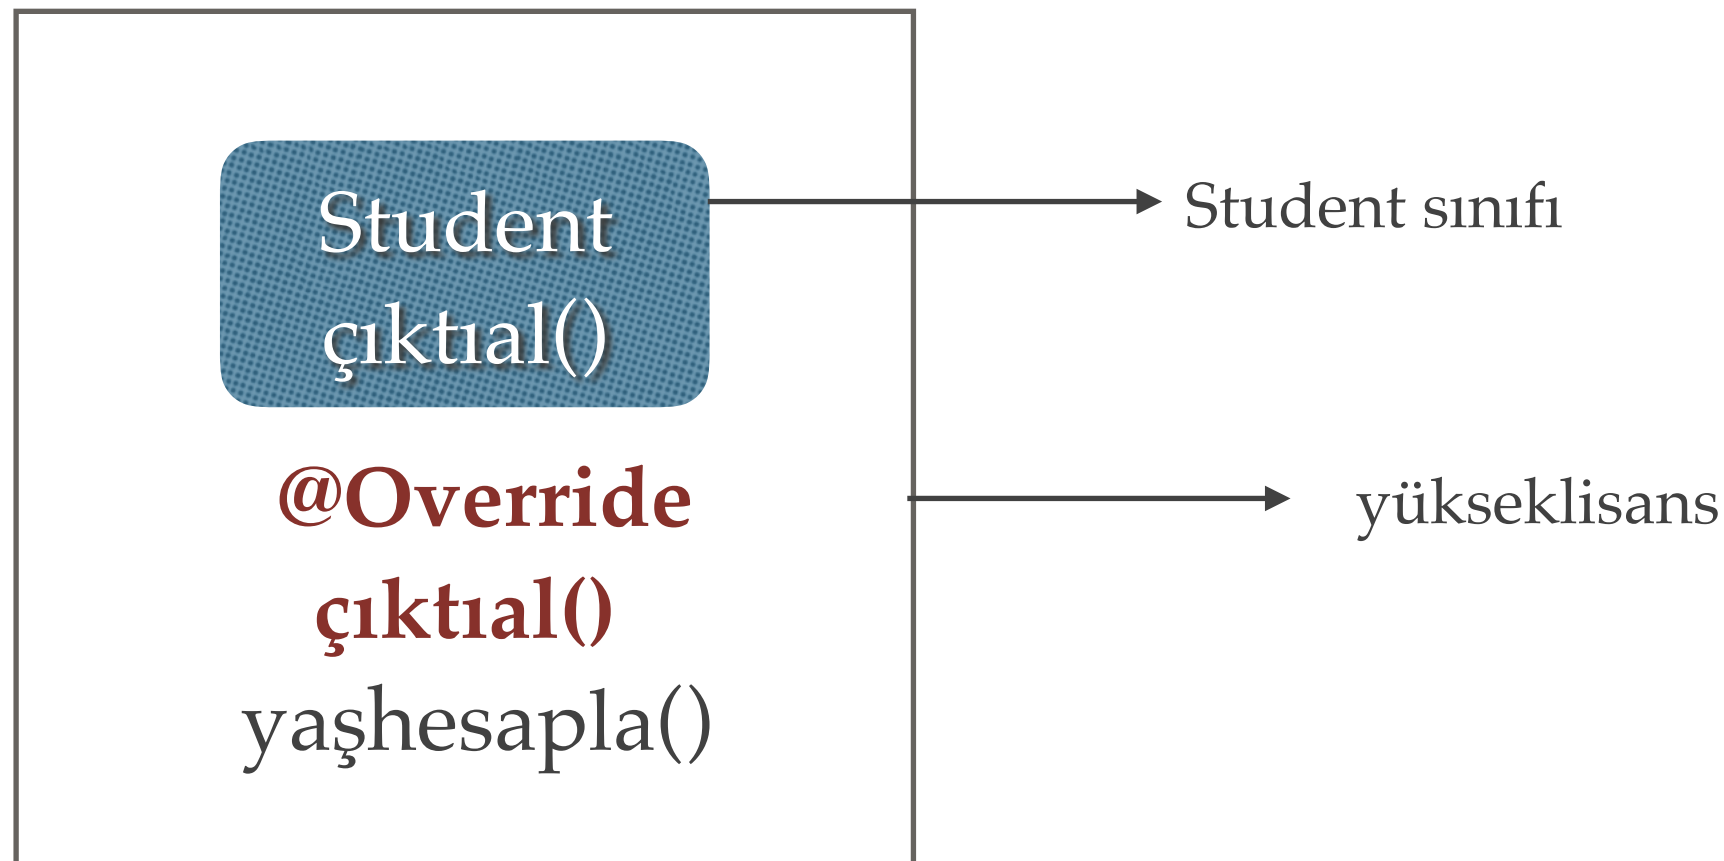 Student
çıktıal()
Student sınıfı
@Override
çıktıal()
yükseklisans
yaşhesapla()